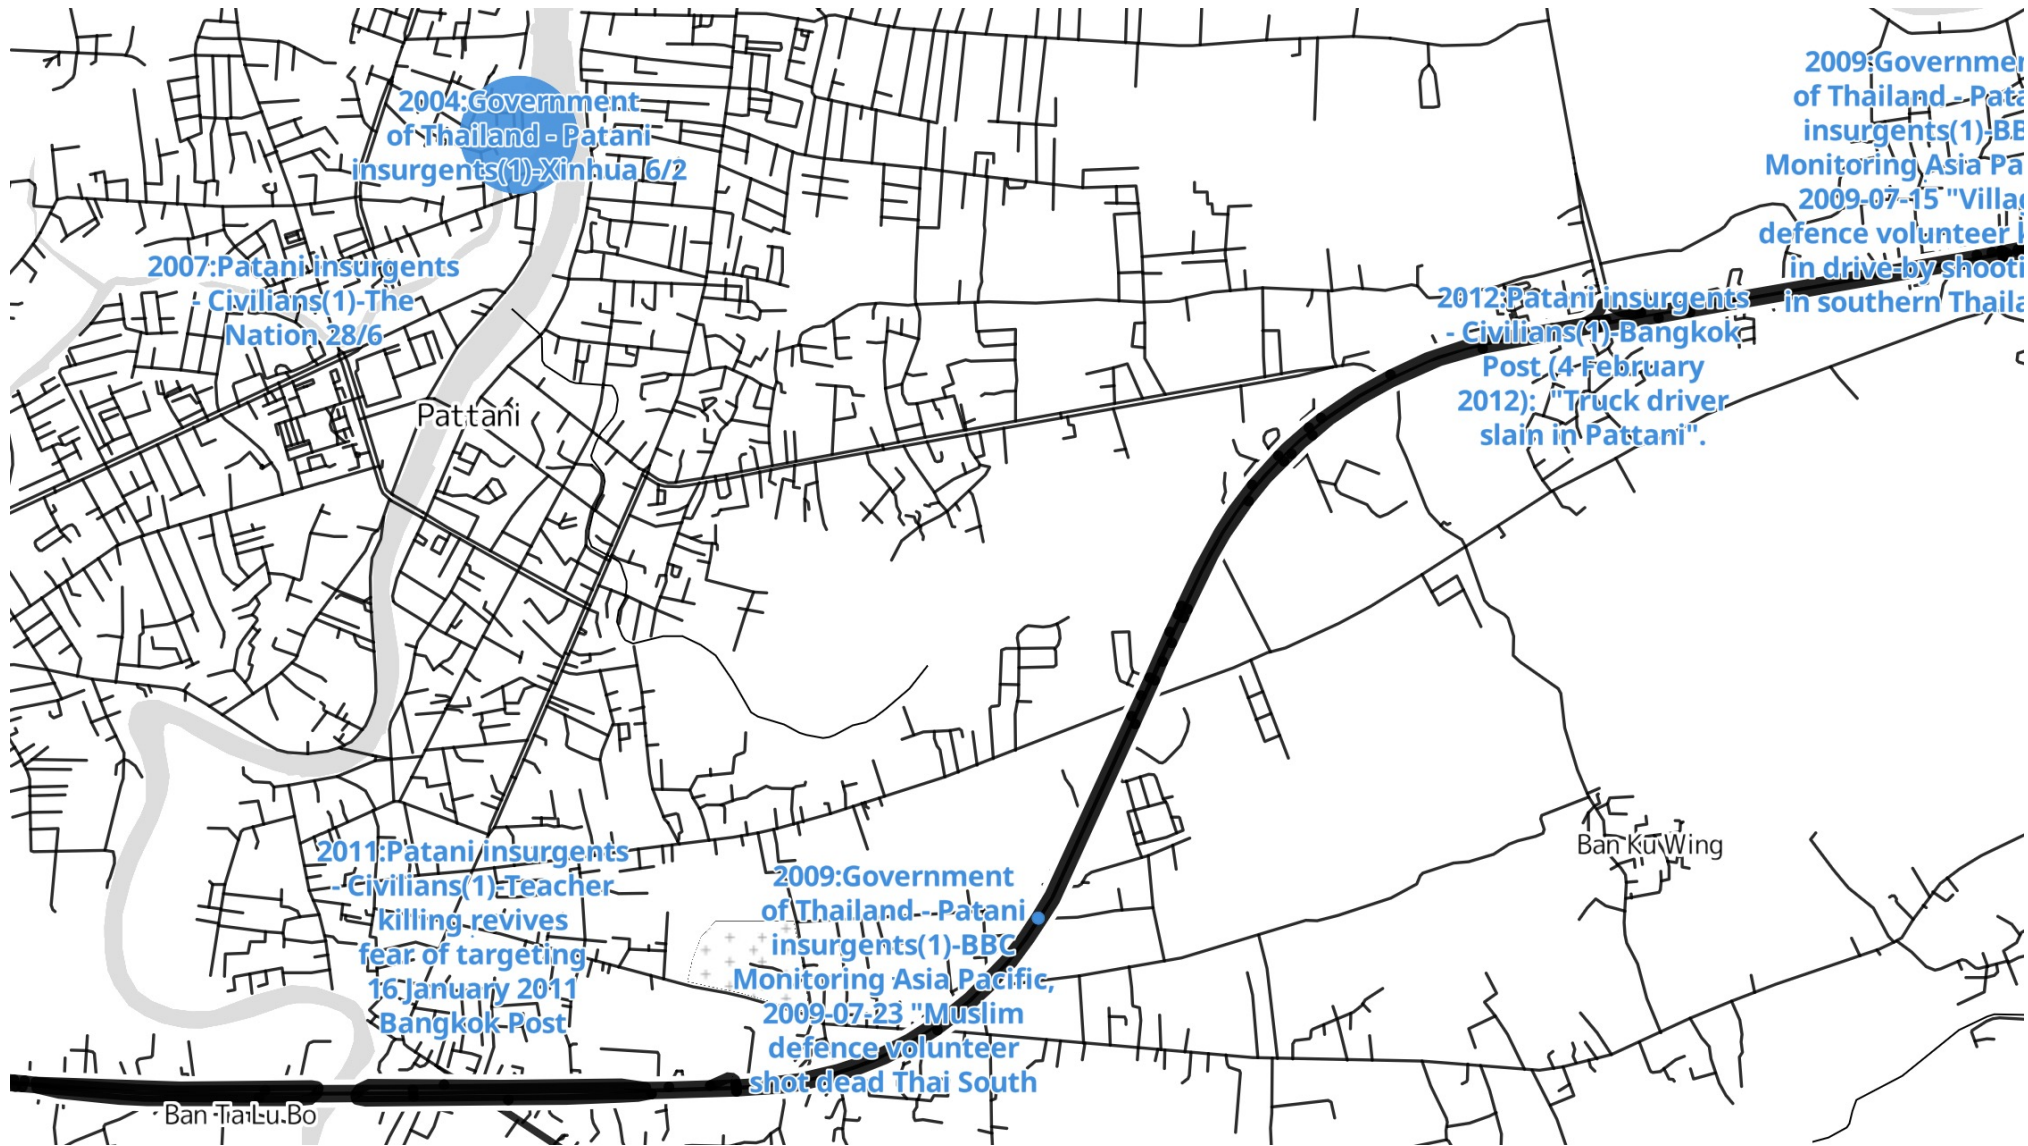 2004:Government
of Thailand - Patani
insurgents(1)-Xinhua 6/2
2007:Patani insurgents
- Civilians(1)-The
Nation 28/6
Pattani
2009:Governmen
of Thailand - Pata
insurgents(1)-BB
Monitoring Asia Pa
2009-07-15 "Villag
defence volunteer k
in drive-by shooti
in southern Thaila
2012:Patani insurgents
- Civilians(1)-Bangkok
Post (4 February
2012): "Truck driver
slain in Pattani".
Ban Ku Wing
2011:Patani insurgents
- Civilians(1)-Teacher
killing revives
fear of targeting
16 January 2011
Bangkok Post
2009:Government
of Thailand - Patani
insurgents(1)-BBC
Monitoring Asia Pacific,
2009-07-23 "Muslim
defence volunteer
shot dead Thai South
Ban Tia Lu Bo